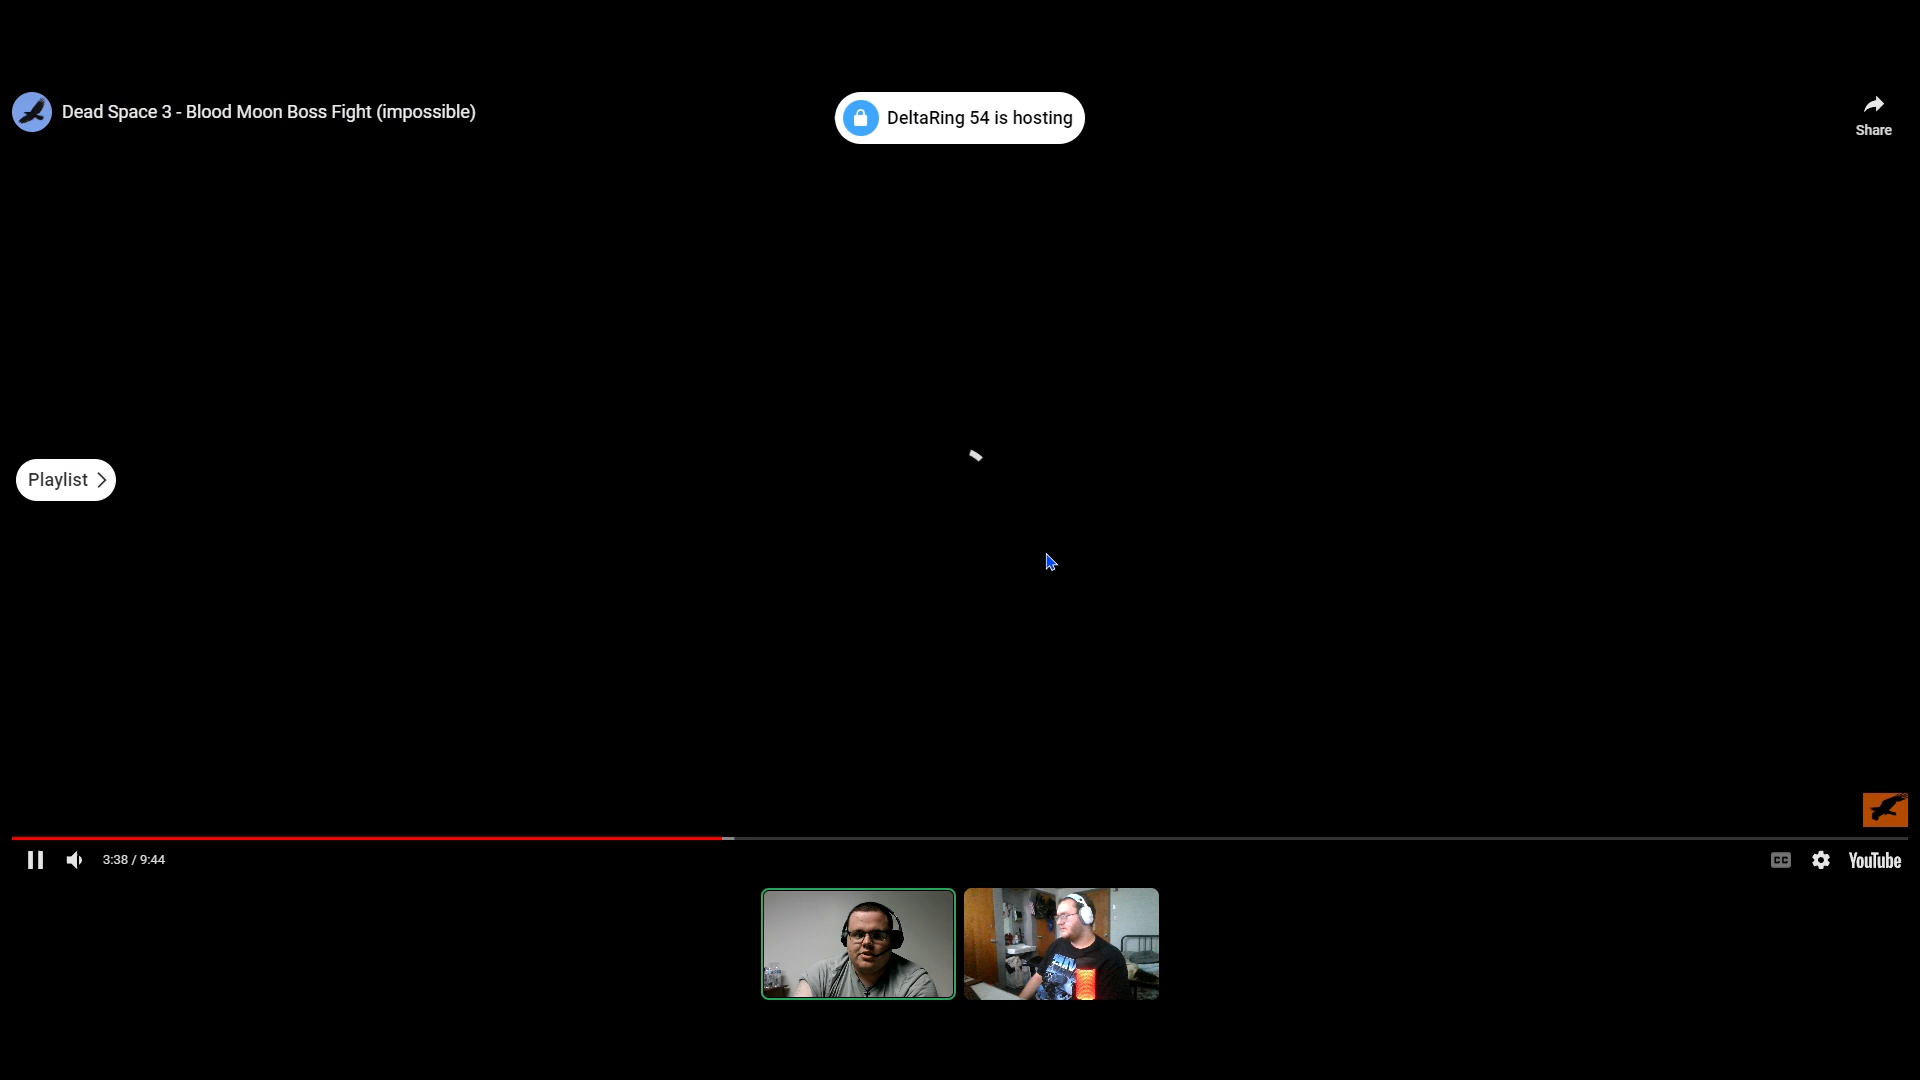 Dead Space 3 - Blood Moon Boss Fight (impossible)
DeltaRing 54 is hosting
Share
Playlist
3:38 / 9:44
CC
YouTube